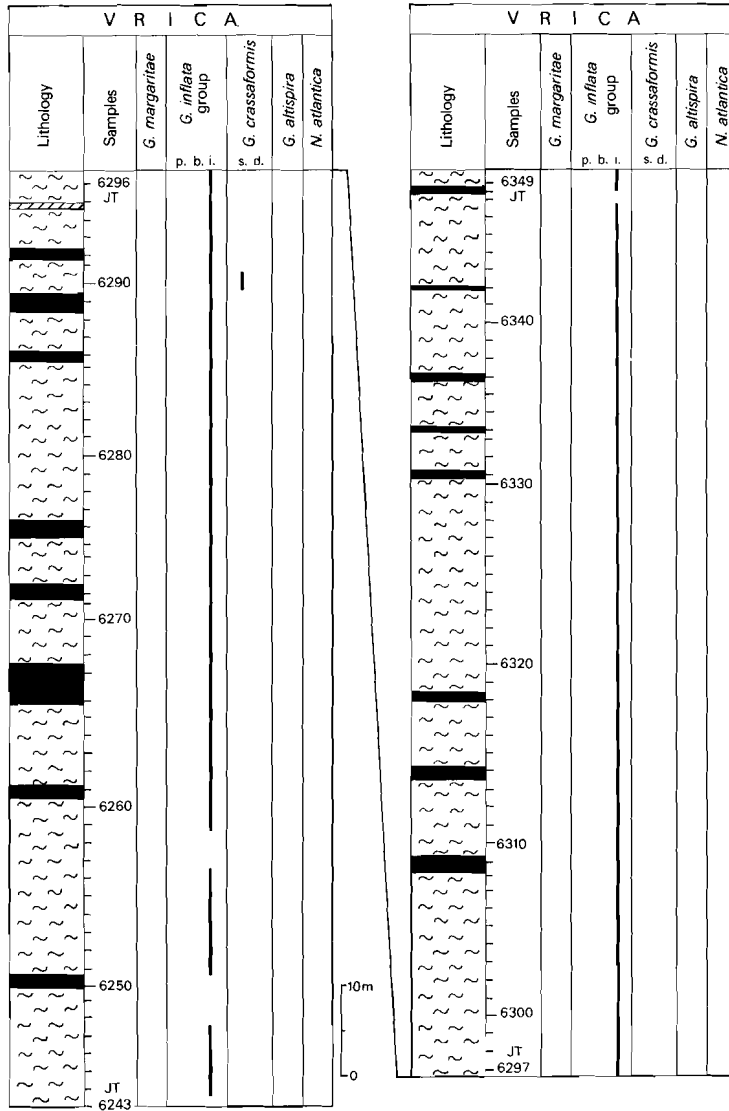 V R I C A.
Lithology
Samples
G. margaritae
G. inflata group
p. b. i.
G. crassaformis
s. d.
G. altispira
N. atlantica
6296
JT
6290
6280
6270
6260
6250
JT
6243
10m
0
V R I C A
Lithology
Samples
G. margaritae
G. inflata group
p. b. i.
G. crassaformis
s. d.
G. altispira
N. atlantica
6349
JT
6340
6330
6320
6310
6300
JT
6297